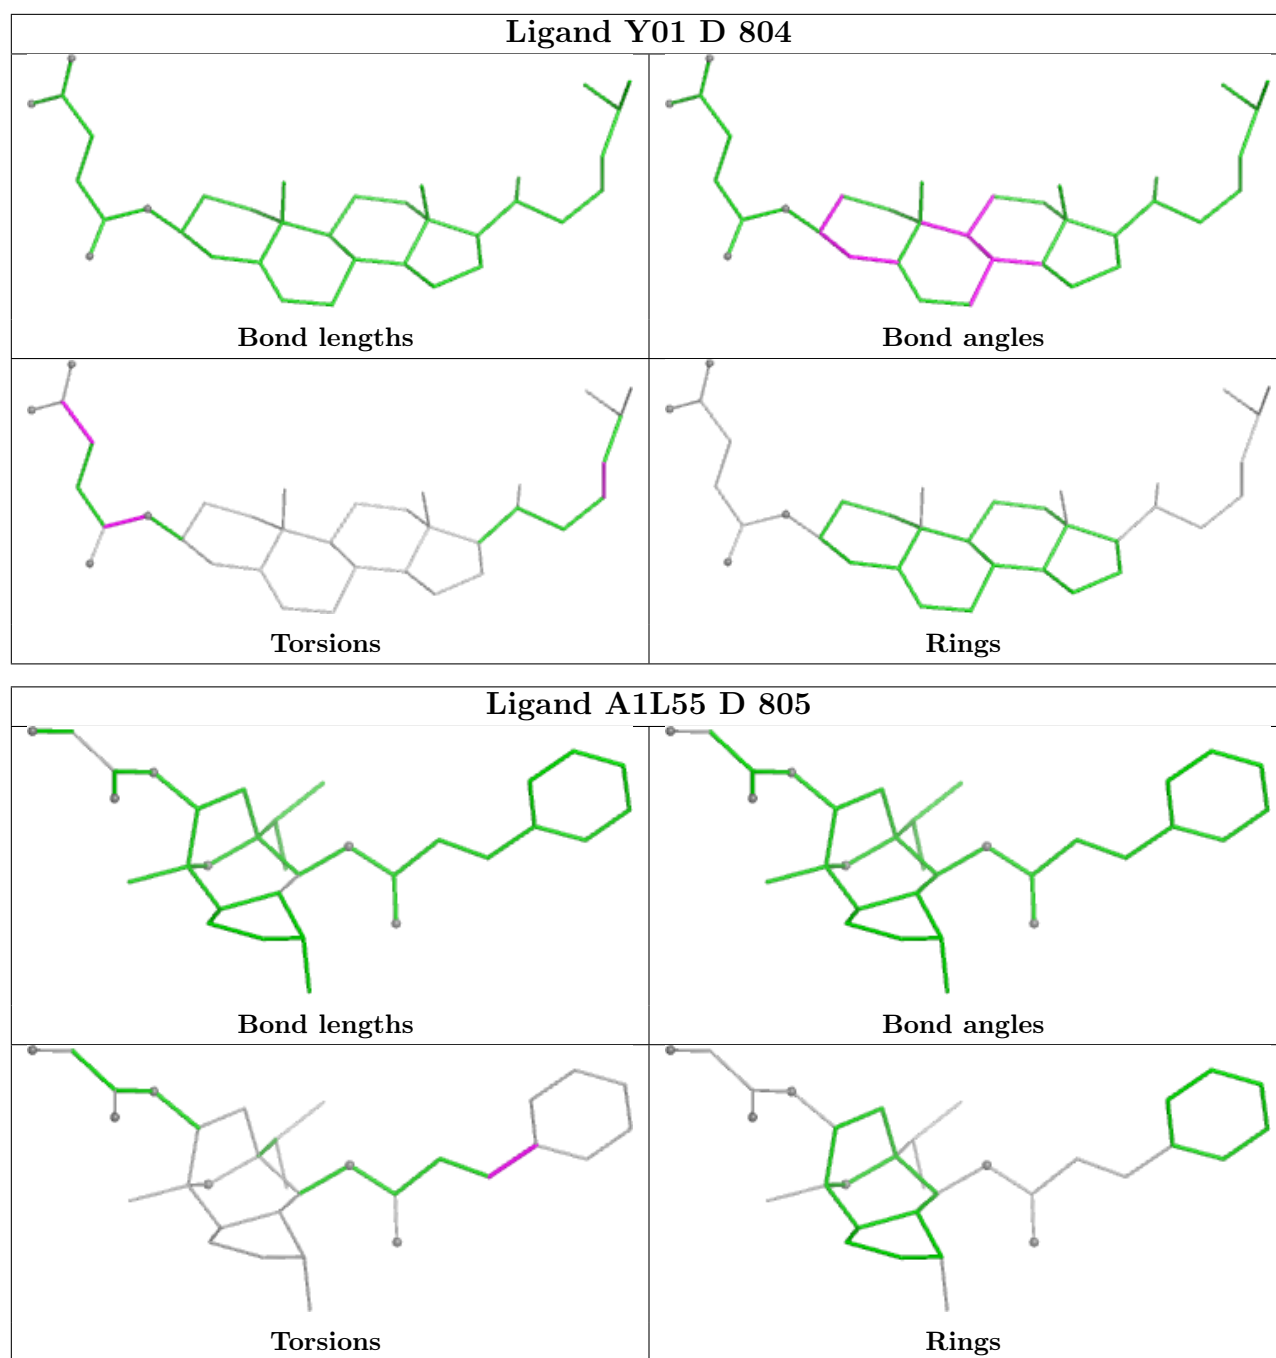 Ligand Y01 D 804
Bond lengths
Bond angles
Torsions
Rings
Ligand A1L55 D 805
Bond lengths
Bond angles
Torsions
Rings